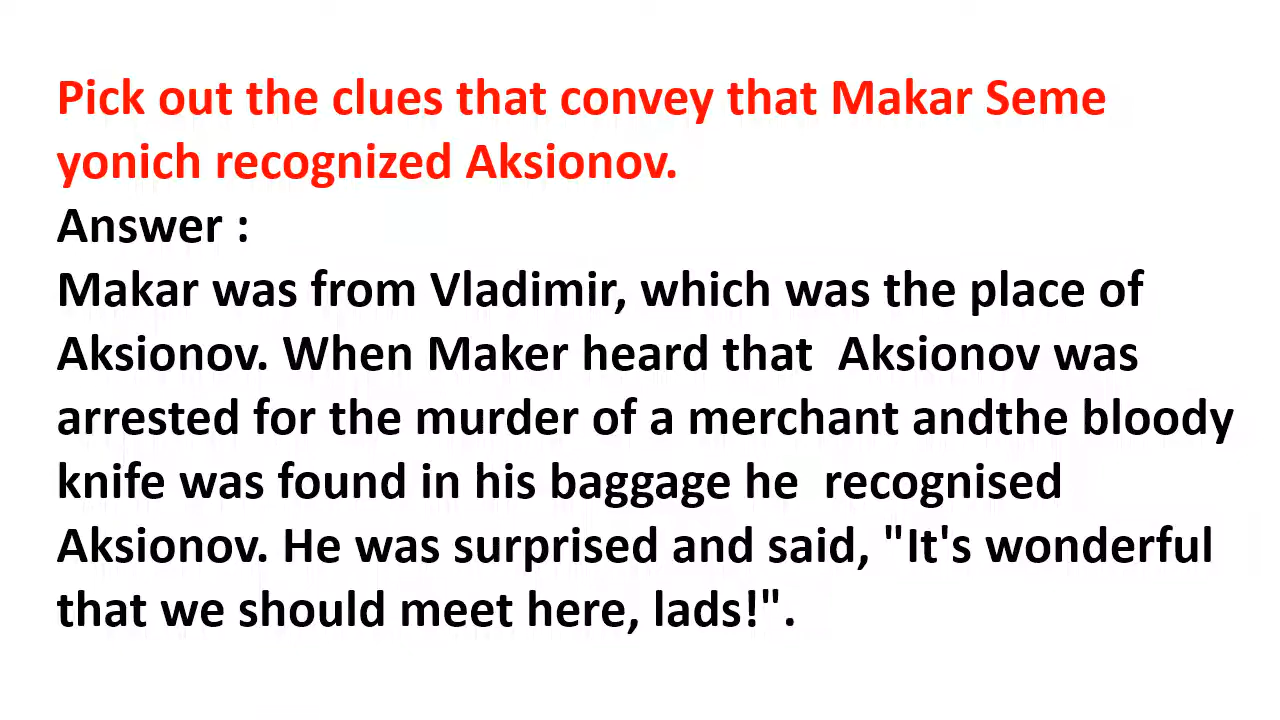 Pick out the clues that convey that Makar Seme
yonich recognized Aksionov.
Answer :
Makar was from Vladimir, which was the place of
Aksionov. When Maker heard that  Aksionov was
arrested for the murder of a merchant andthe bloody
knife was found in his baggage he  recognised
Aksionov. He was surprised and said, "It's wonderful
that we should meet here, lads!".